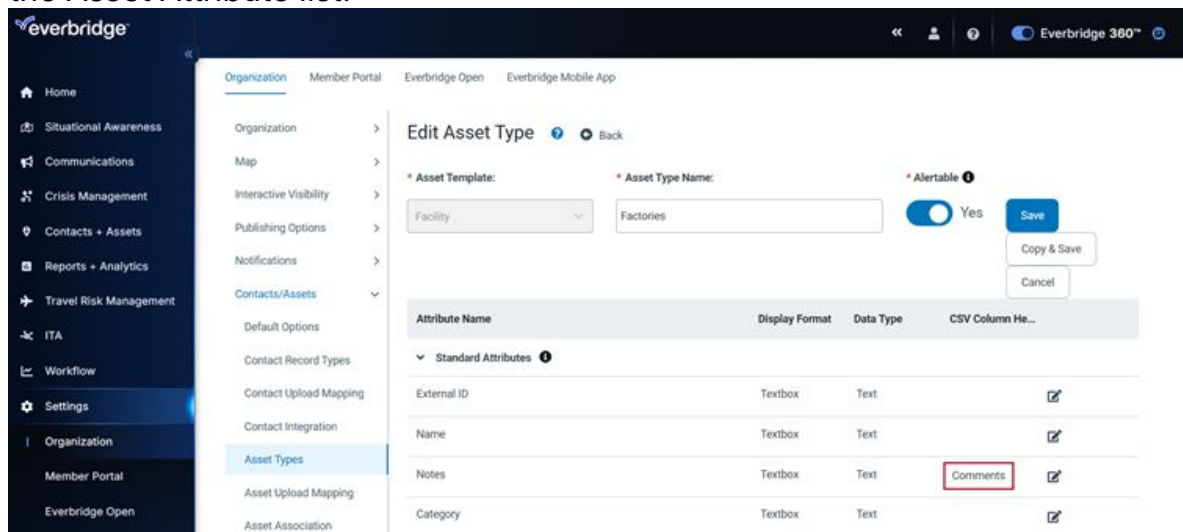 the Asset Attribute list.
everbridge
Everbridge 360™
Home
Situational Awareness
Communications
Crisis Management
Contacts + Assets
Reports + Analytics
Travel Risk Management
ITA
Workflow
Settings
Organization
Member Portal
Everbridge Open
Organization Member Portal Everbridge Open Everbridge Mobile App
Organization
Map
Interactive Visibility
Publishing Options
Notifications
Contacts/Assets
Default Options
Contact Record Types
Contact Upload Mapping
Contact Integration
Asset Types
Asset Upload Mapping
Asset Association
Edit Asset Type Back
* Asset Template: * Asset Type Name: * Alertable
Facility Factories Yes Save
Copy & Save
Cancel
Attribute Name Display Format Data Type CSV Column He...
Standard Attributes
External ID Textbox Text
Name Textbox Text
Notes Textbox Text Comments
Category Textbox Text